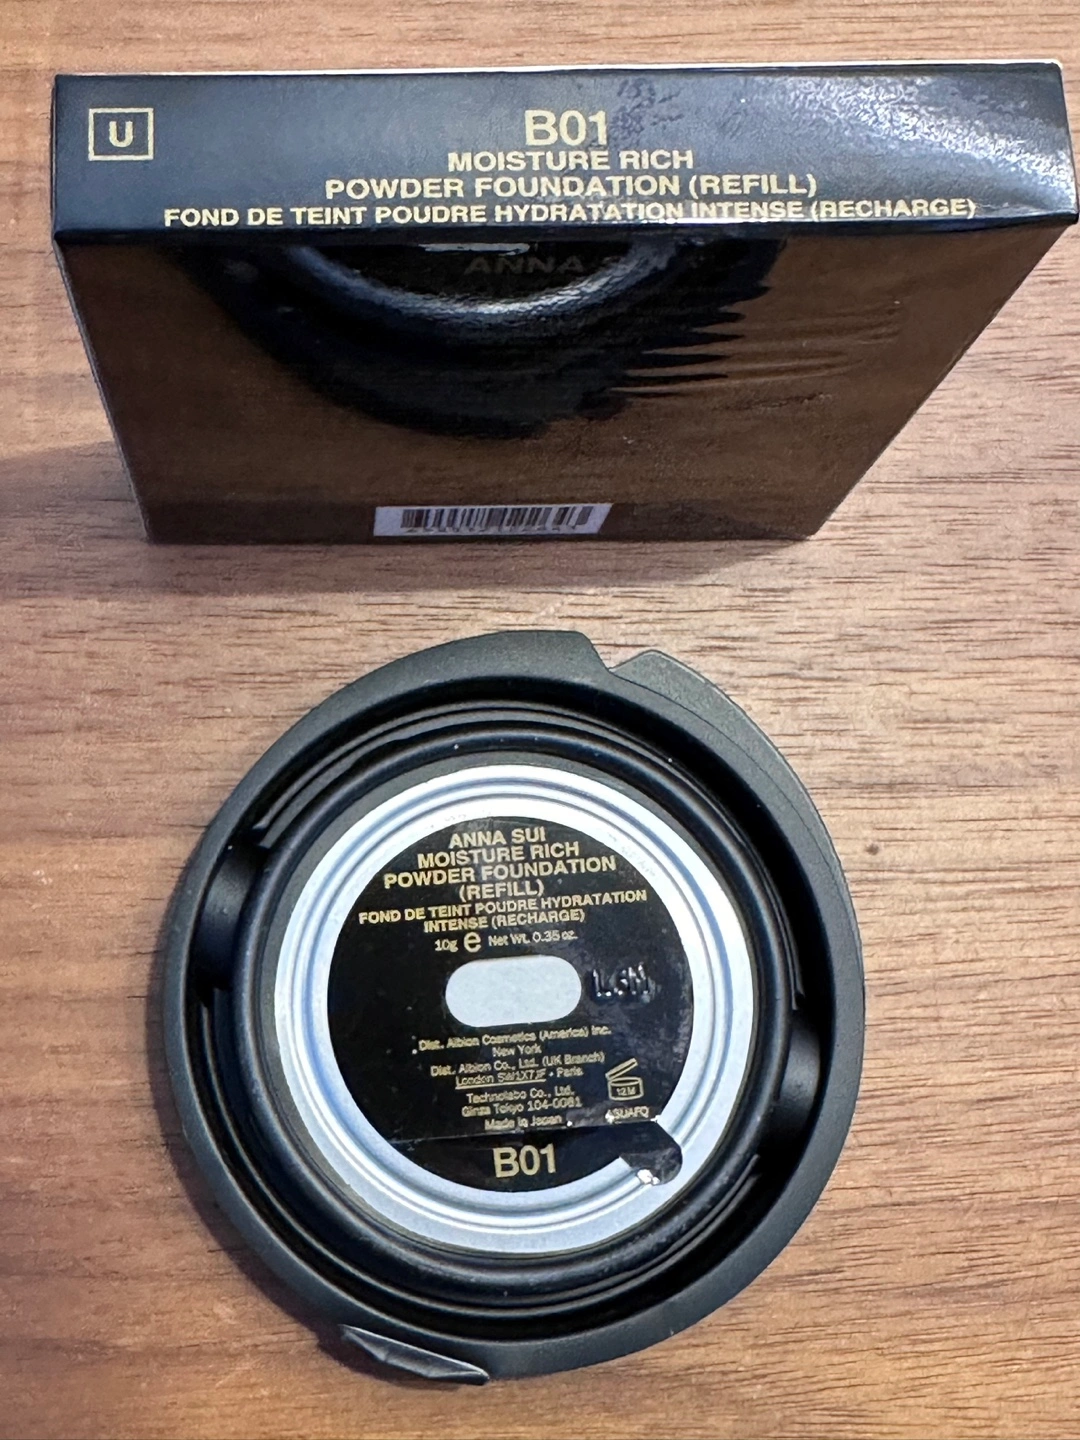 U
B01
MOISTURE RICH
POWDER FOUNDATION (REFILL)
FOND DE TEINT POUDRE HYDRATATION INTENSE (RECHARGE)
ANNA
ANNA SUI
MOISTURE RICH
POWDER FOUNDATION
(REFILL)
FOND DE TEINT POUDRE HYDRATATION
INTENSE (RECHARGE)
10g e Net Wt. 0.35 oz.
Dist. Albion Cosmetics (America) Inc.
New York
Dist. Albion Co., Ltd. (UK Branch)
London SW1X7JF • Paris
Technolabo Co., Ltd.
Ginza Tokyo 104-0061
Made in Japan
12M
B01